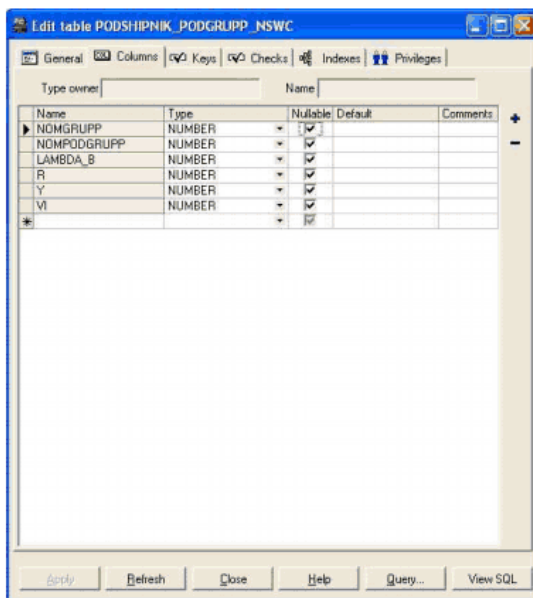 Edit table PODSHIPNIK_PODGRUPP_NSWC
General Columns Keys Checks Indexes Privileges
Type owner Name
Name Type Nullable Default Comments
NOMGRUPP NUMBER
NOMPODGRUPP NUMBER
LAMBDA_B NUMBER
R NUMBER
Y NUMBER
VI NUMBER
Apply Refresh Close Help Query... View SQL